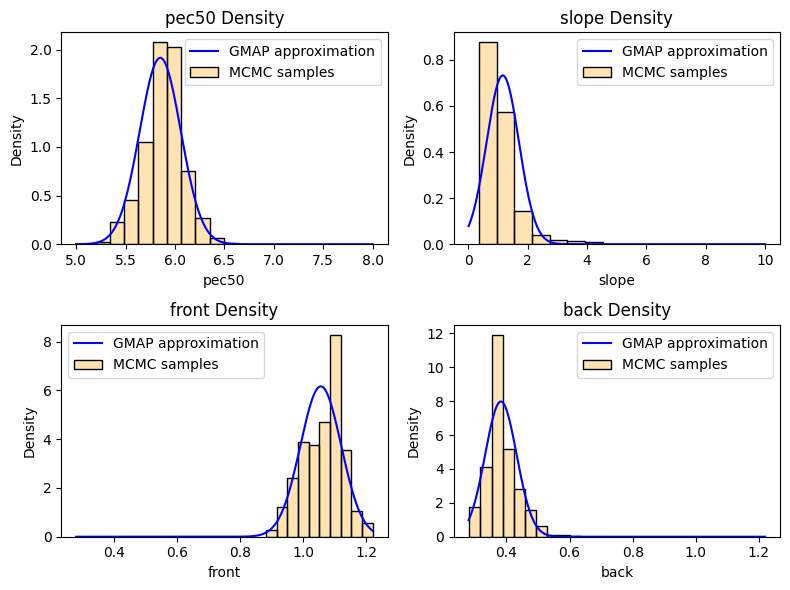 pec50 Density
GMAP approximation
MCMC samples
Density
2.0
1.5
1.0
0.5
0.0
5.0 5.5 6.0 6.5 7.0 7.5 8.0
pec50
slope Density
GMAP approximation
MCMC samples
Density
0.8
0.6
0.4
0.2
0.0
0 2 4 6 8 10
slope
front Density
GMAP approximation
MCMC samples
Density
8
6
4
2
0
0.4 0.6 0.8 1.0 1.2
front
back Density
GMAP approximation
MCMC samples
Density
12
10
8
6
4
2
0
0.4 0.6 0.8 1.0 1.2
back